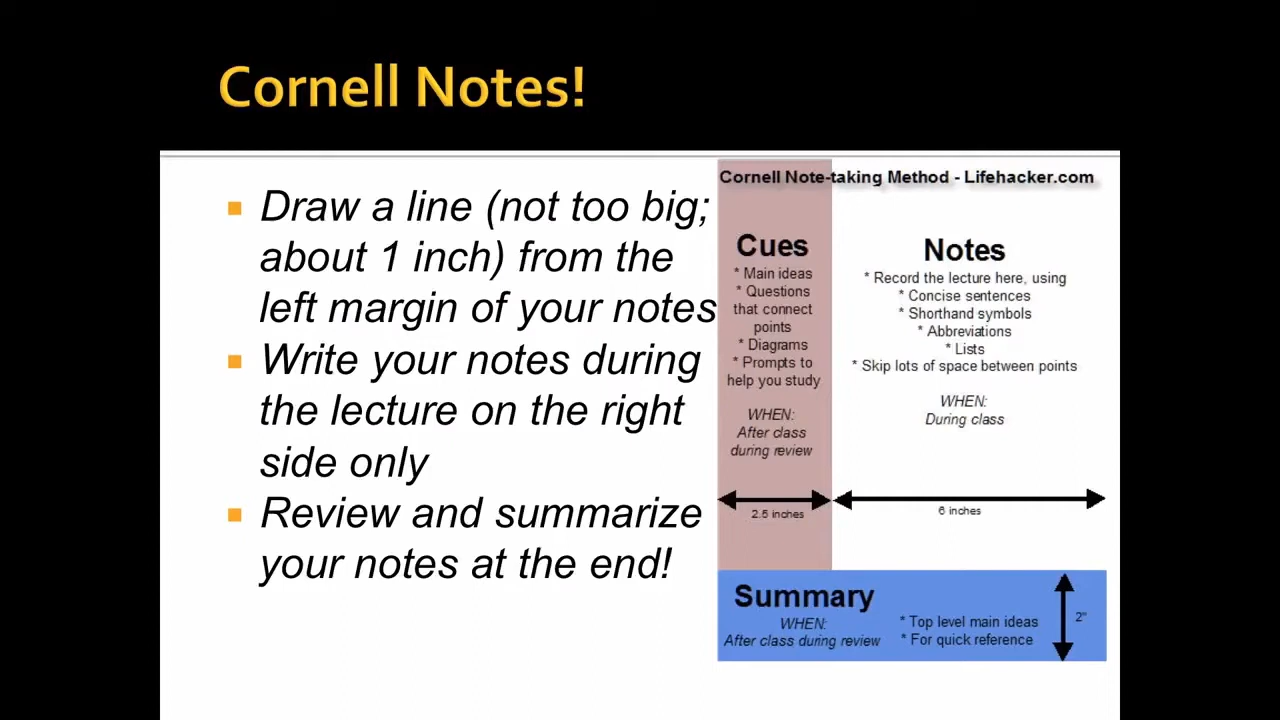 Cornell Notes!
Draw a line (not too big;
about 1 inch) from the
left margin of your notes
Write your notes during
the lecture on the right
side only
Review and summarize
your notes at the end!
Cornell Note-taking Method - Lifehacker.com
Cues
* Main ideas
* Questions
that connect
points
* Diagrams
* Prompts to
help you study
WHEN:
After class
during review
2.5 inches
Notes
* Record the lecture here, using
* Concise sentences
* Shorthand symbols
* Abbreviations
* Lists
* Skip lots of space between points
WHEN:
During class
6 inches
Summary
WHEN:
After class during review
* Top level main ideas
* For quick reference
2"